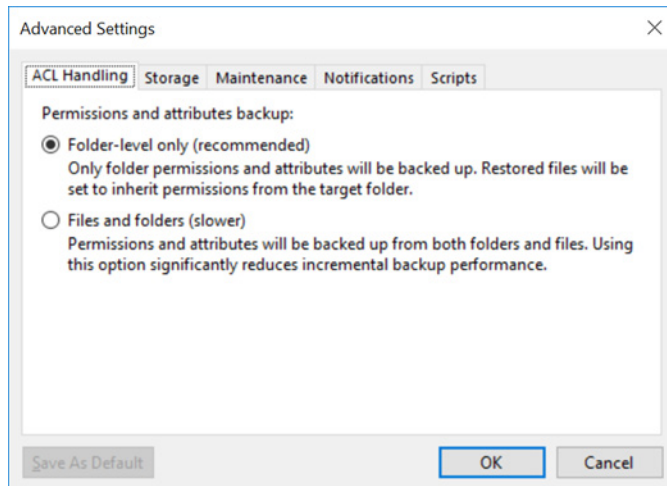 Advanced Settings
ACL Handling Storage Maintenance Notifications Scripts
Permissions and attributes backup:
Folder-level only (recommended)
Only folder permissions and attributes will be backed up. Restored files will be
set to inherit permissions from the target folder.
Files and folders (slower)
Permissions and attributes will be backed up from both folders and files. Using
this option significantly reduces incremental backup performance.
Save As Default OK Cancel